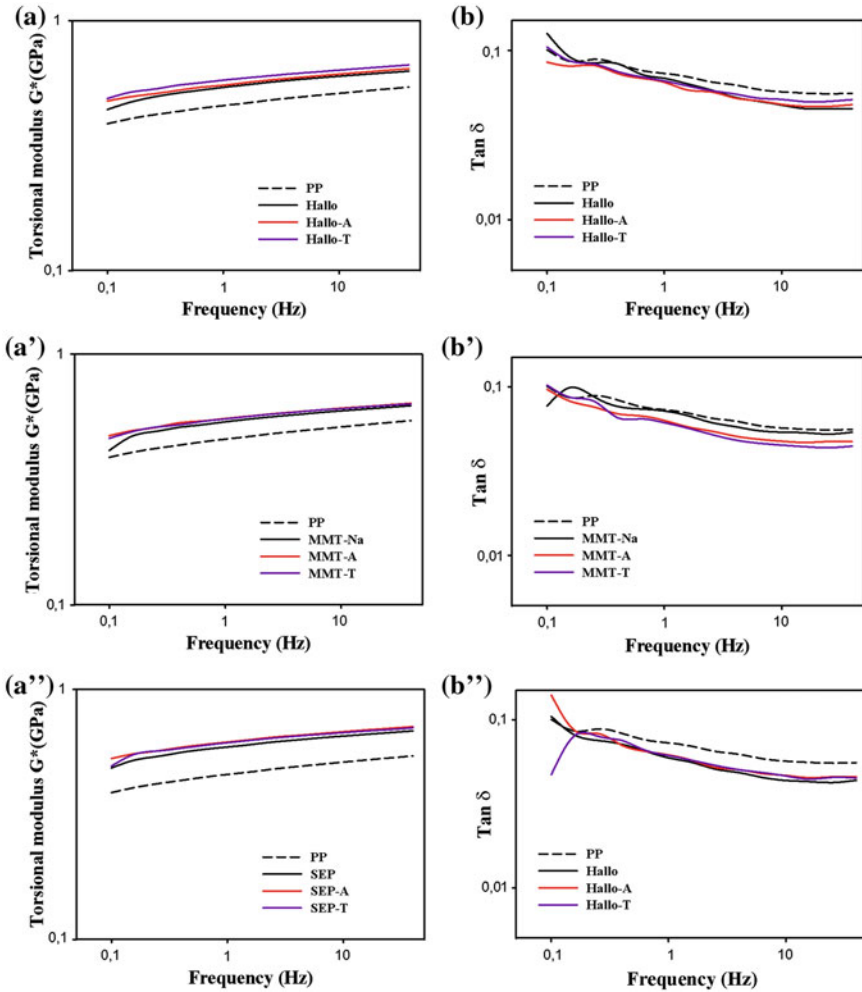 (a)
Torsional modulus G*(GPa)
1
0,1
PP
Hallo
Hallo-A
Hallo-T
0,1
1
10
Frequency (Hz)
(b)
Tan δ
0,1
0,01
PP
Hallo
Hallo-A
Hallo-T
0,1
1
10
Frequency (Hz)
(a')
Torsional modulus G*(GPa)
1
0,1
PP
MMT-Na
MMT-A
MMT-T
0,1
1
10
Frequency (Hz)
(b')
Tan δ
0,1
0,01
PP
MMT-Na
MMT-A
MMT-T
0,1
1
10
Frequency (Hz)
(a'')
Torsional modulus G*(GPa)
1
0,1
PP
SEP
SEP-A
SEP-T
0,1
1
10
Frequency (Hz)
(b'')
Tan δ
0,1
0,01
PP
Hallo
Hallo-A
Hallo-T
0,1
1
10
Frequency (Hz)